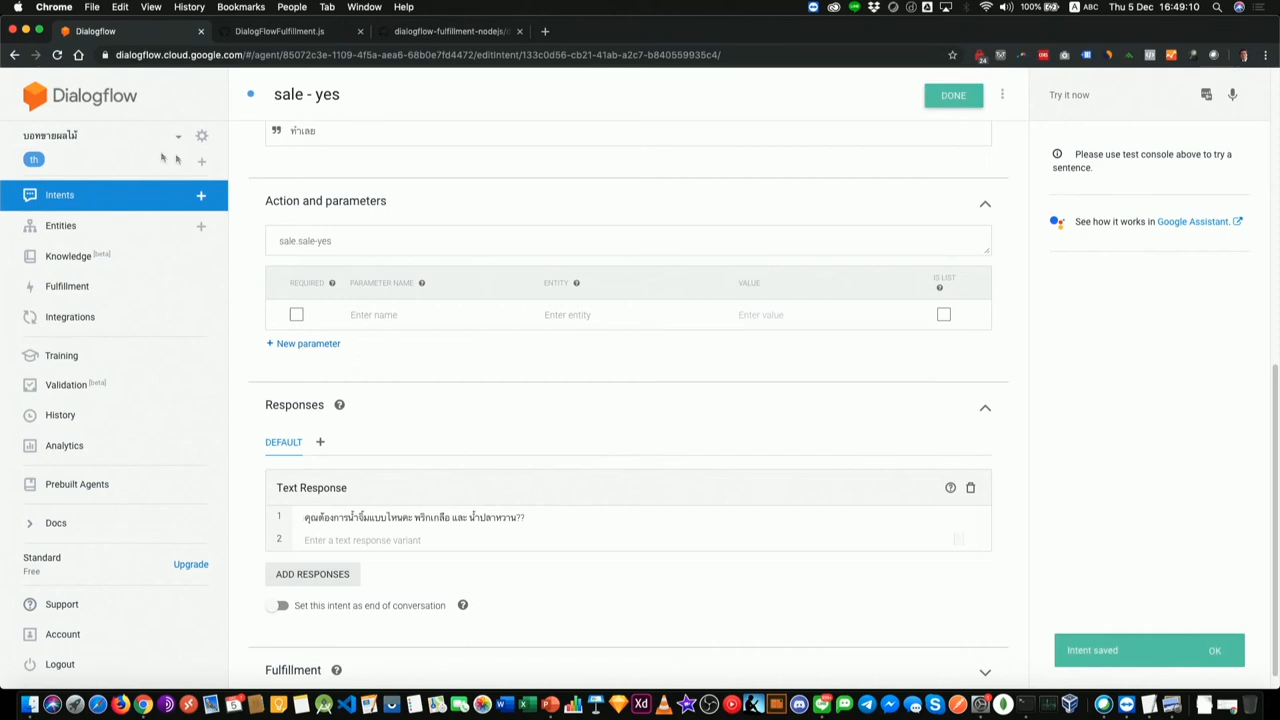 Chrome File Edit View History Bookmarks People Tab Window Help
100% ABC Thu 5 Dec 16:49:10
Dialogflow
DialogFlowFulfillment.js
dialogflow-fulfillment-nodejs/d
dialogflow.cloud.google.com/#/agent/85072c3e-1109-4f5a-aea6-68b0e7fd4472/editIntent/133c0d56-cb21-41ab-a2c7-b840559935c4/
24
Dialogflow
sale - yes
DONE
Try it now
บอทขายผลไม้
th
Intents
Entities
Knowledge [beta]
Fulfillment
Integrations
Training
Validation [beta]
History
Analytics
Prebuilt Agents
Docs
Standard
Free
Upgrade
Support
Account
Logout
ทำเลย
Action and parameters
sale.sale-yes
REQUIRED PARAMETER NAME ENTITY VALUE IS LIST
Enter name Enter entity Enter value
+ New parameter
Responses
DEFAULT +
Text Response
1 คุณต้องการน้ำจิ้มแบบไหนคะ พริกเกลือ และ น้ำปลาหวาน??
2 Enter a text response variant
ADD RESPONSES
Set this intent as end of conversation
Fulfillment
Please use test console above to try a
sentence.
See how it works in Google Assistant.
Intent saved OK